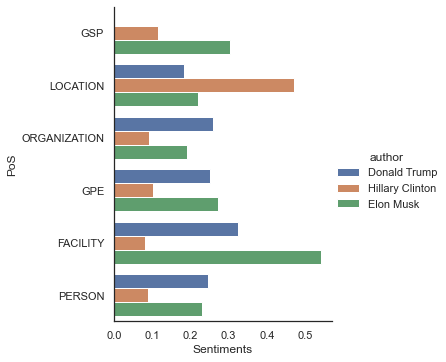 GSP
LOCATION
ORGANIZATION
GPE
FACILITY
PERSON
PoS
0.0 0.1 0.2 0.3 0.4 0.5
Sentiments
author
Donald Trump
Hillary Clinton
Elon Musk